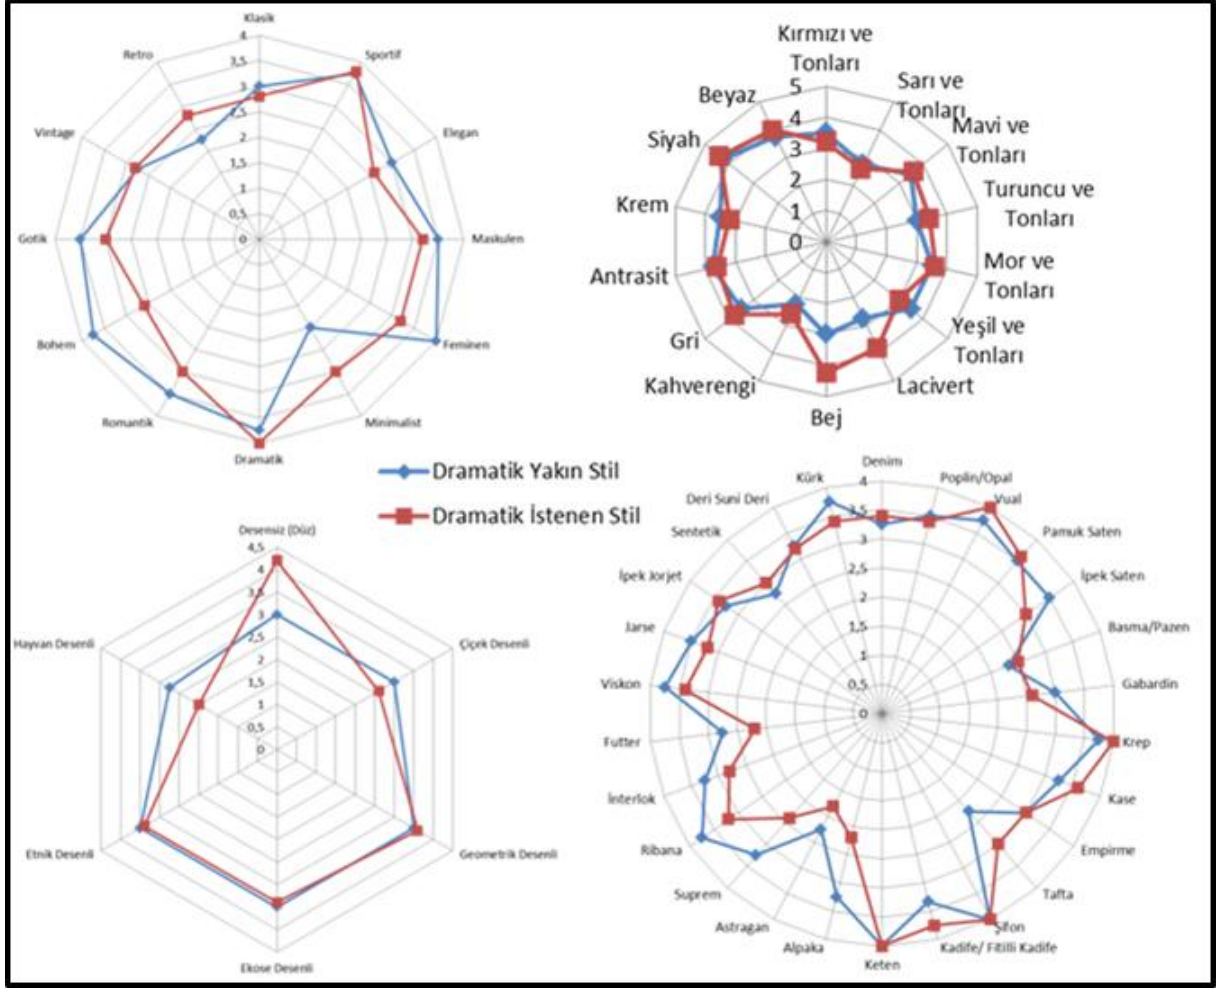 Klasik
4
3,5
3
2,5
2
1,5
1
0,5
0
Sportif
Elegan
Maskulen
Feminen
Minimalist
Dramatik
Romantik
Bohem
Gotik
Vintage
Retro
Kırmızı ve
Tonları
5
4
3
2
1
0
Sarı ve
Tonları
Mavi ve
Tonları
Turuncu ve
Tonları
Mor ve
Tonları
Yeşil ve
Tonları
Lacivert
Bej
Kahverengi
Gri
Antrasit
Krem
Siyah
Beyaz
Dramatik Yakın Stil
Dramatik İstenen Stil
Desensiz (Düz)
4,5
4
3,5
3
2,5
2
1,5
1
0,5
0
Çiçek Desenli
Geometrik Desenli
Ekose Desenli
Etnik Desenli
Hayvan Desenli
Denim
4
3,5
3
2,5
2
1,5
1
0,5
0
Poplin/Opal
Vual
Pamuk Saten
İpek Saten
Basma/Pazen
Gabardin
Krep
Kase
Empirme
Tafta
Şifon
Kadife/ Fitilli Kadife
Keten
Alpaka
Astragan
Suprem
Ribana
İnterlok
Futter
Viskon
Jarse
İpek Jorjet
Sentetik
Deri Suni Deri
Kürk